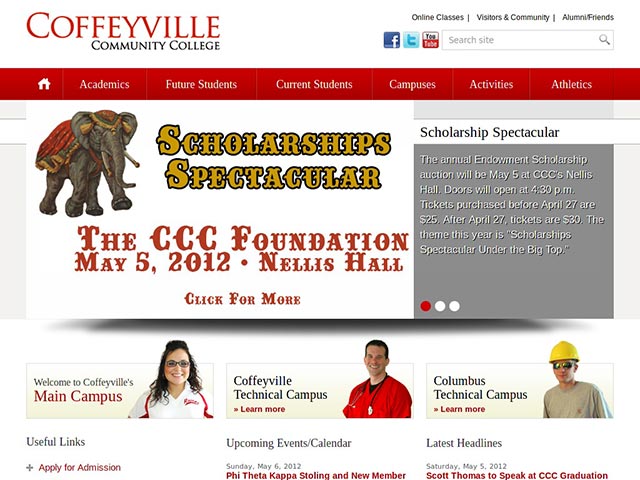 COFFEYVILLE
COMMUNITY COLLEGE
Online Classes | Visitors & Community | Alumni/Friends
You Tube
Search site
Academics Future Students Current Students Campuses Activities Athletics
SCHOLARSHIPS
SPECTACULAR
THE CCC FOUNDATION
MAY 5, 2012 • NELLIS HALL
CLICK FOR MORE
Scholarship Spectacular
The annual Endowment Scholarship
auction will be May 5 at CCC's Nellis
Hall. Doors will open at 4:30 p.m.
Tickets purchased before April 27 are
$25. After April 27, tickets are $30. The
theme this year is "Scholarships
Spectacular Under the Big Top."
Welcome to Coffeyville's
Main Campus
Coffeyville
Technical Campus
» Learn more
Columbus
Technical Campus
» Learn more
Useful Links
Apply for Admission
Upcoming Events/Calendar
Sunday, May 6, 2012
Phi Theta Kappa Stoling and New Member
Latest Headlines
Saturday, May 5, 2012
Scott Thomas to Speak at CCC Graduation